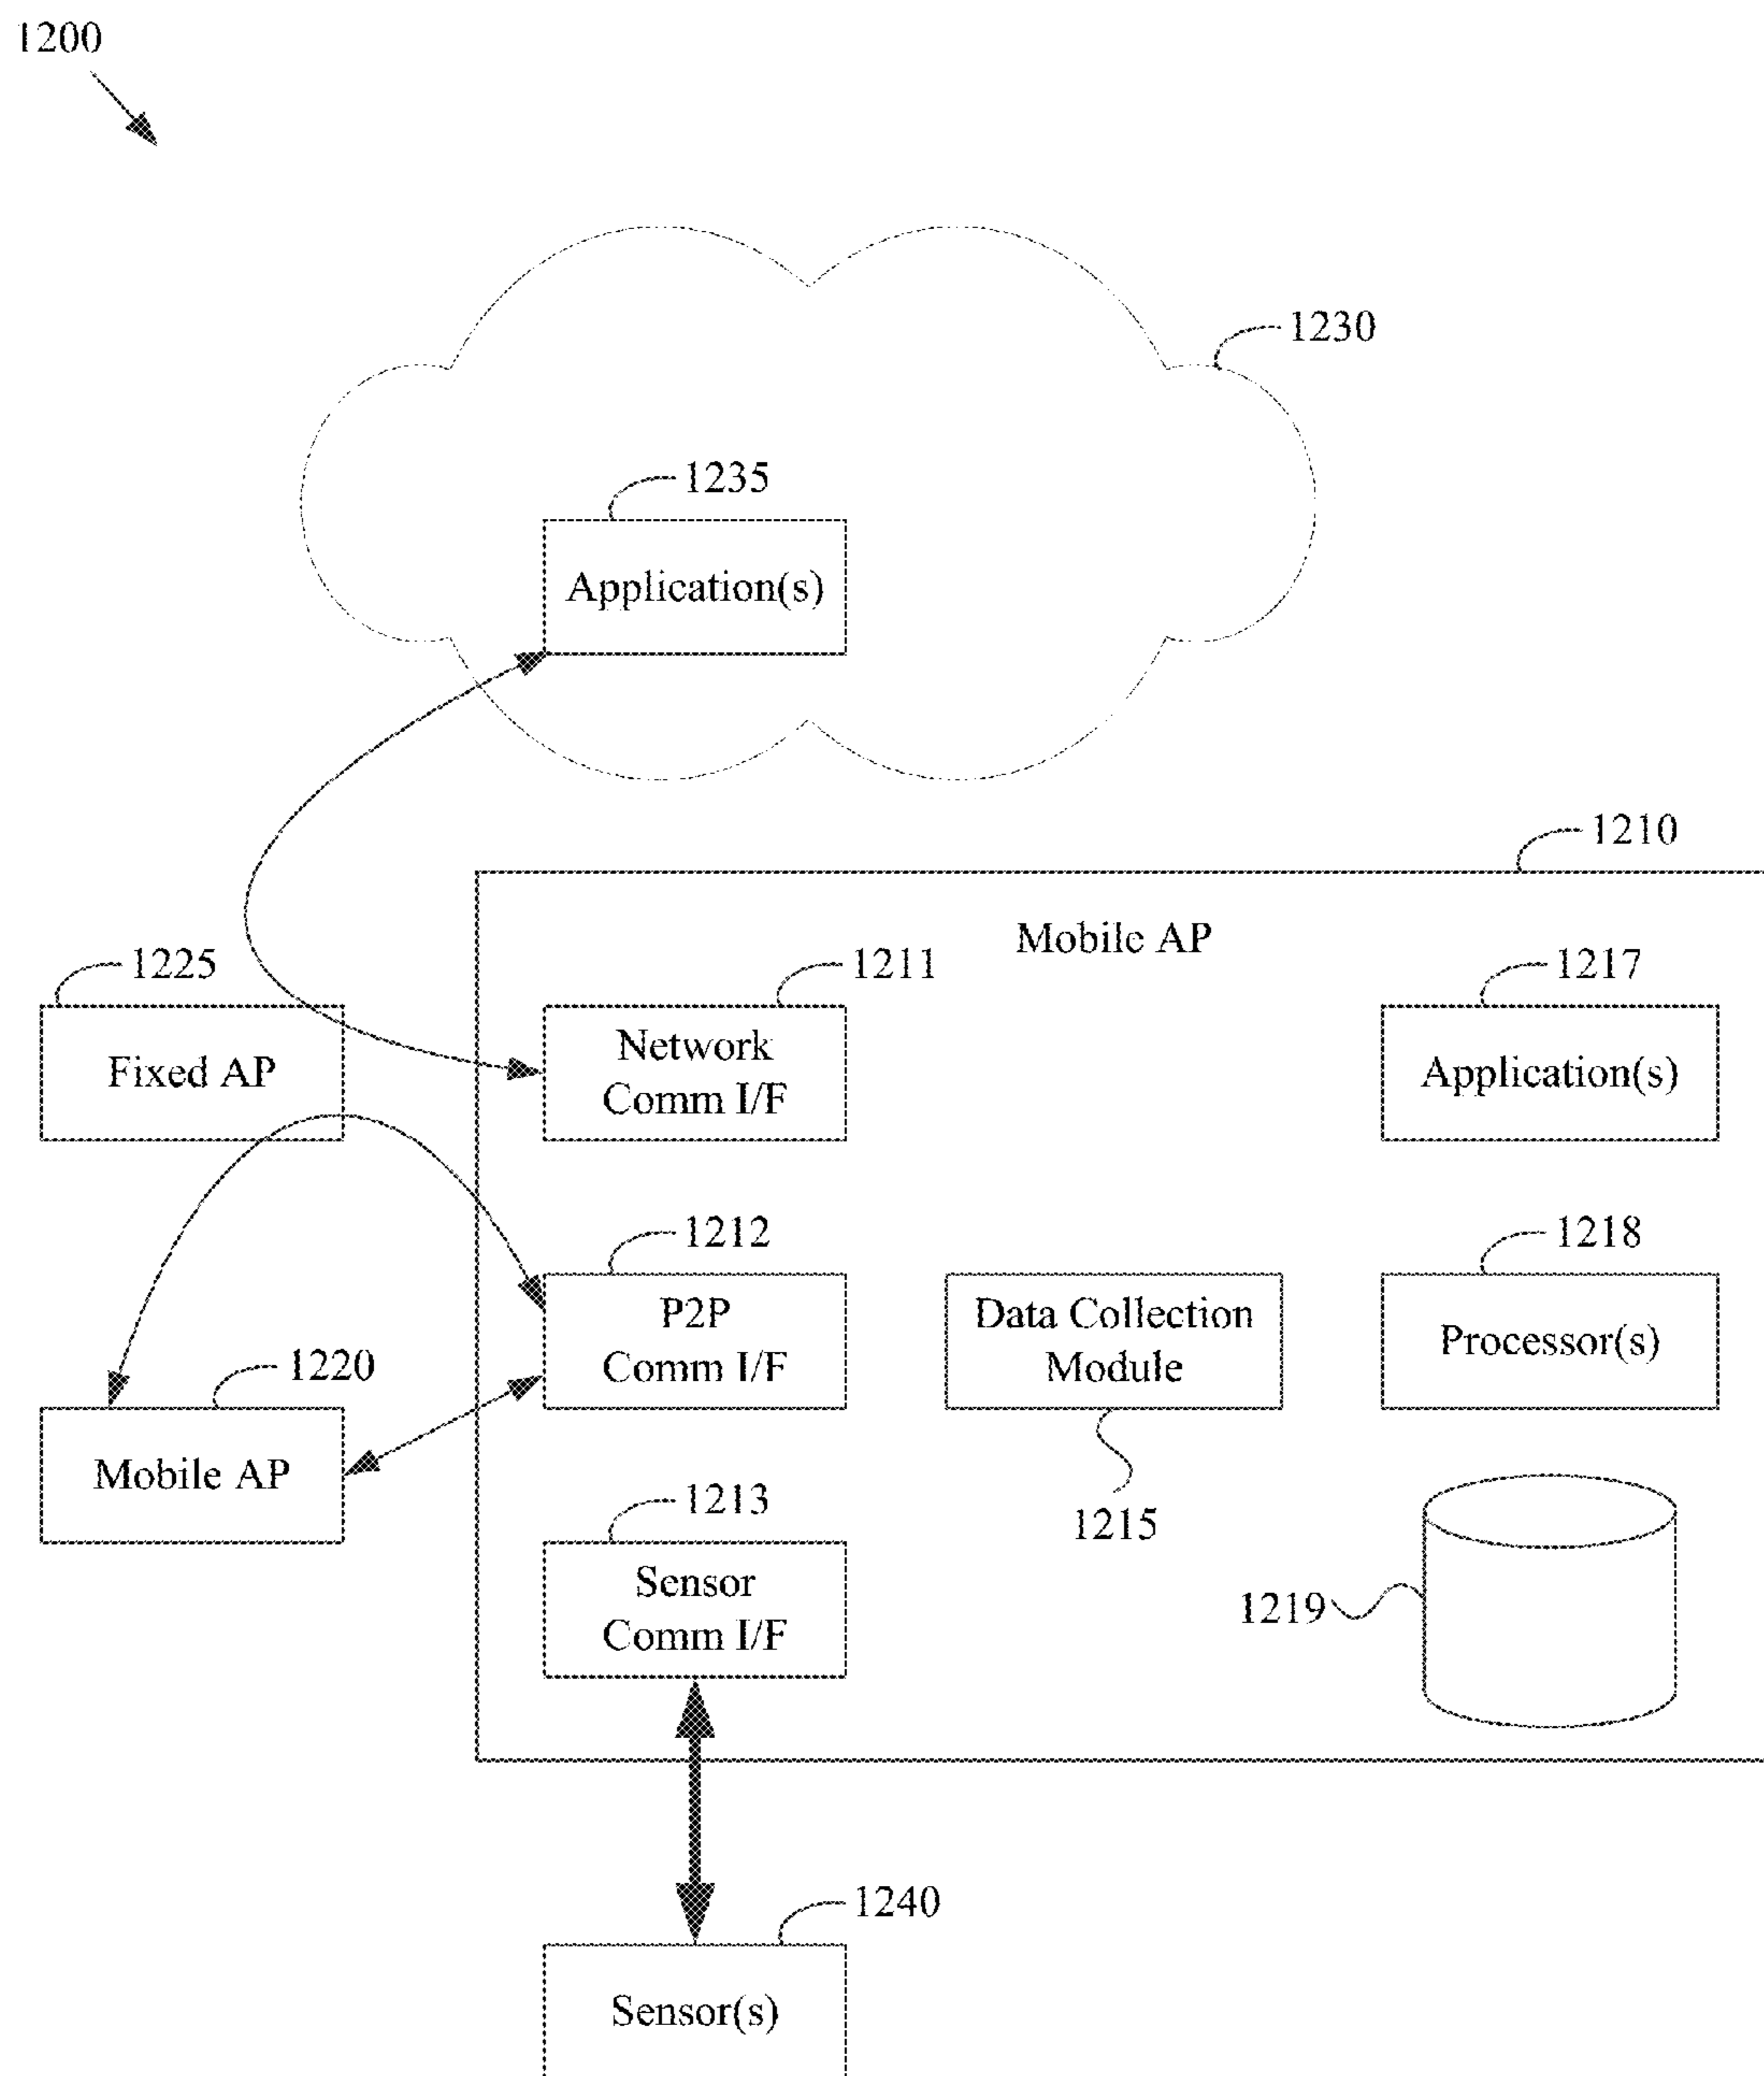 1200
1230
1235
Application(s)
1210
Mobile AP
1225
1211
1217
Fixed AP
Network
Comm I/F
Application(s)
1212
1218
P2P
Comm I/F
Data Collection
Module
Processor(s)
1220
Mobile AP
1213
1215
Sensor
Comm I/F
1219
1240
Sensor(s)